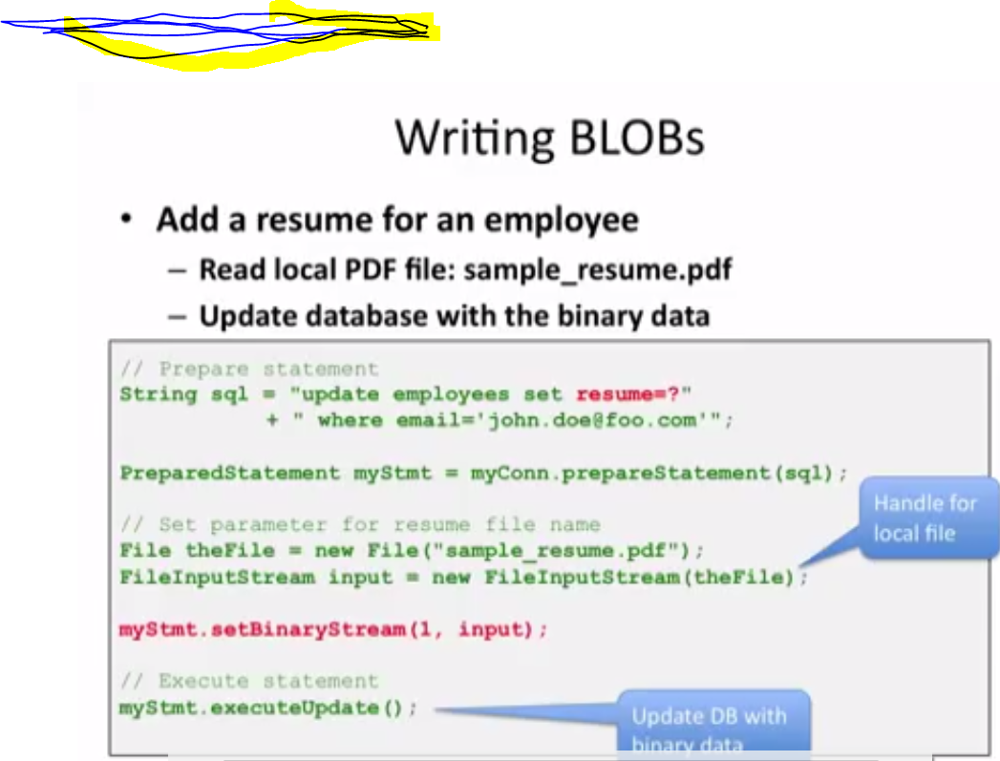 Writing BLOBs
• Add a resume for an employee
– Read local PDF file: sample_resume.pdf
– Update database with the binary data
// Prepare statement
String sql = "update employees set resume=?"
+ " where email='john.doe@foo.com'";
PreparedStatement myStmt = myConn.prepareStatement(sql);
// Set parameter for resume file name
File theFile = new File("sample_resume.pdf");
FileInputStream input = new FileInputStream(theFile);
Handle for
local file
myStmt.setBinaryStream(1, input);
// Execute statement
myStmt.executeUpdate();
Update DB with
binary data